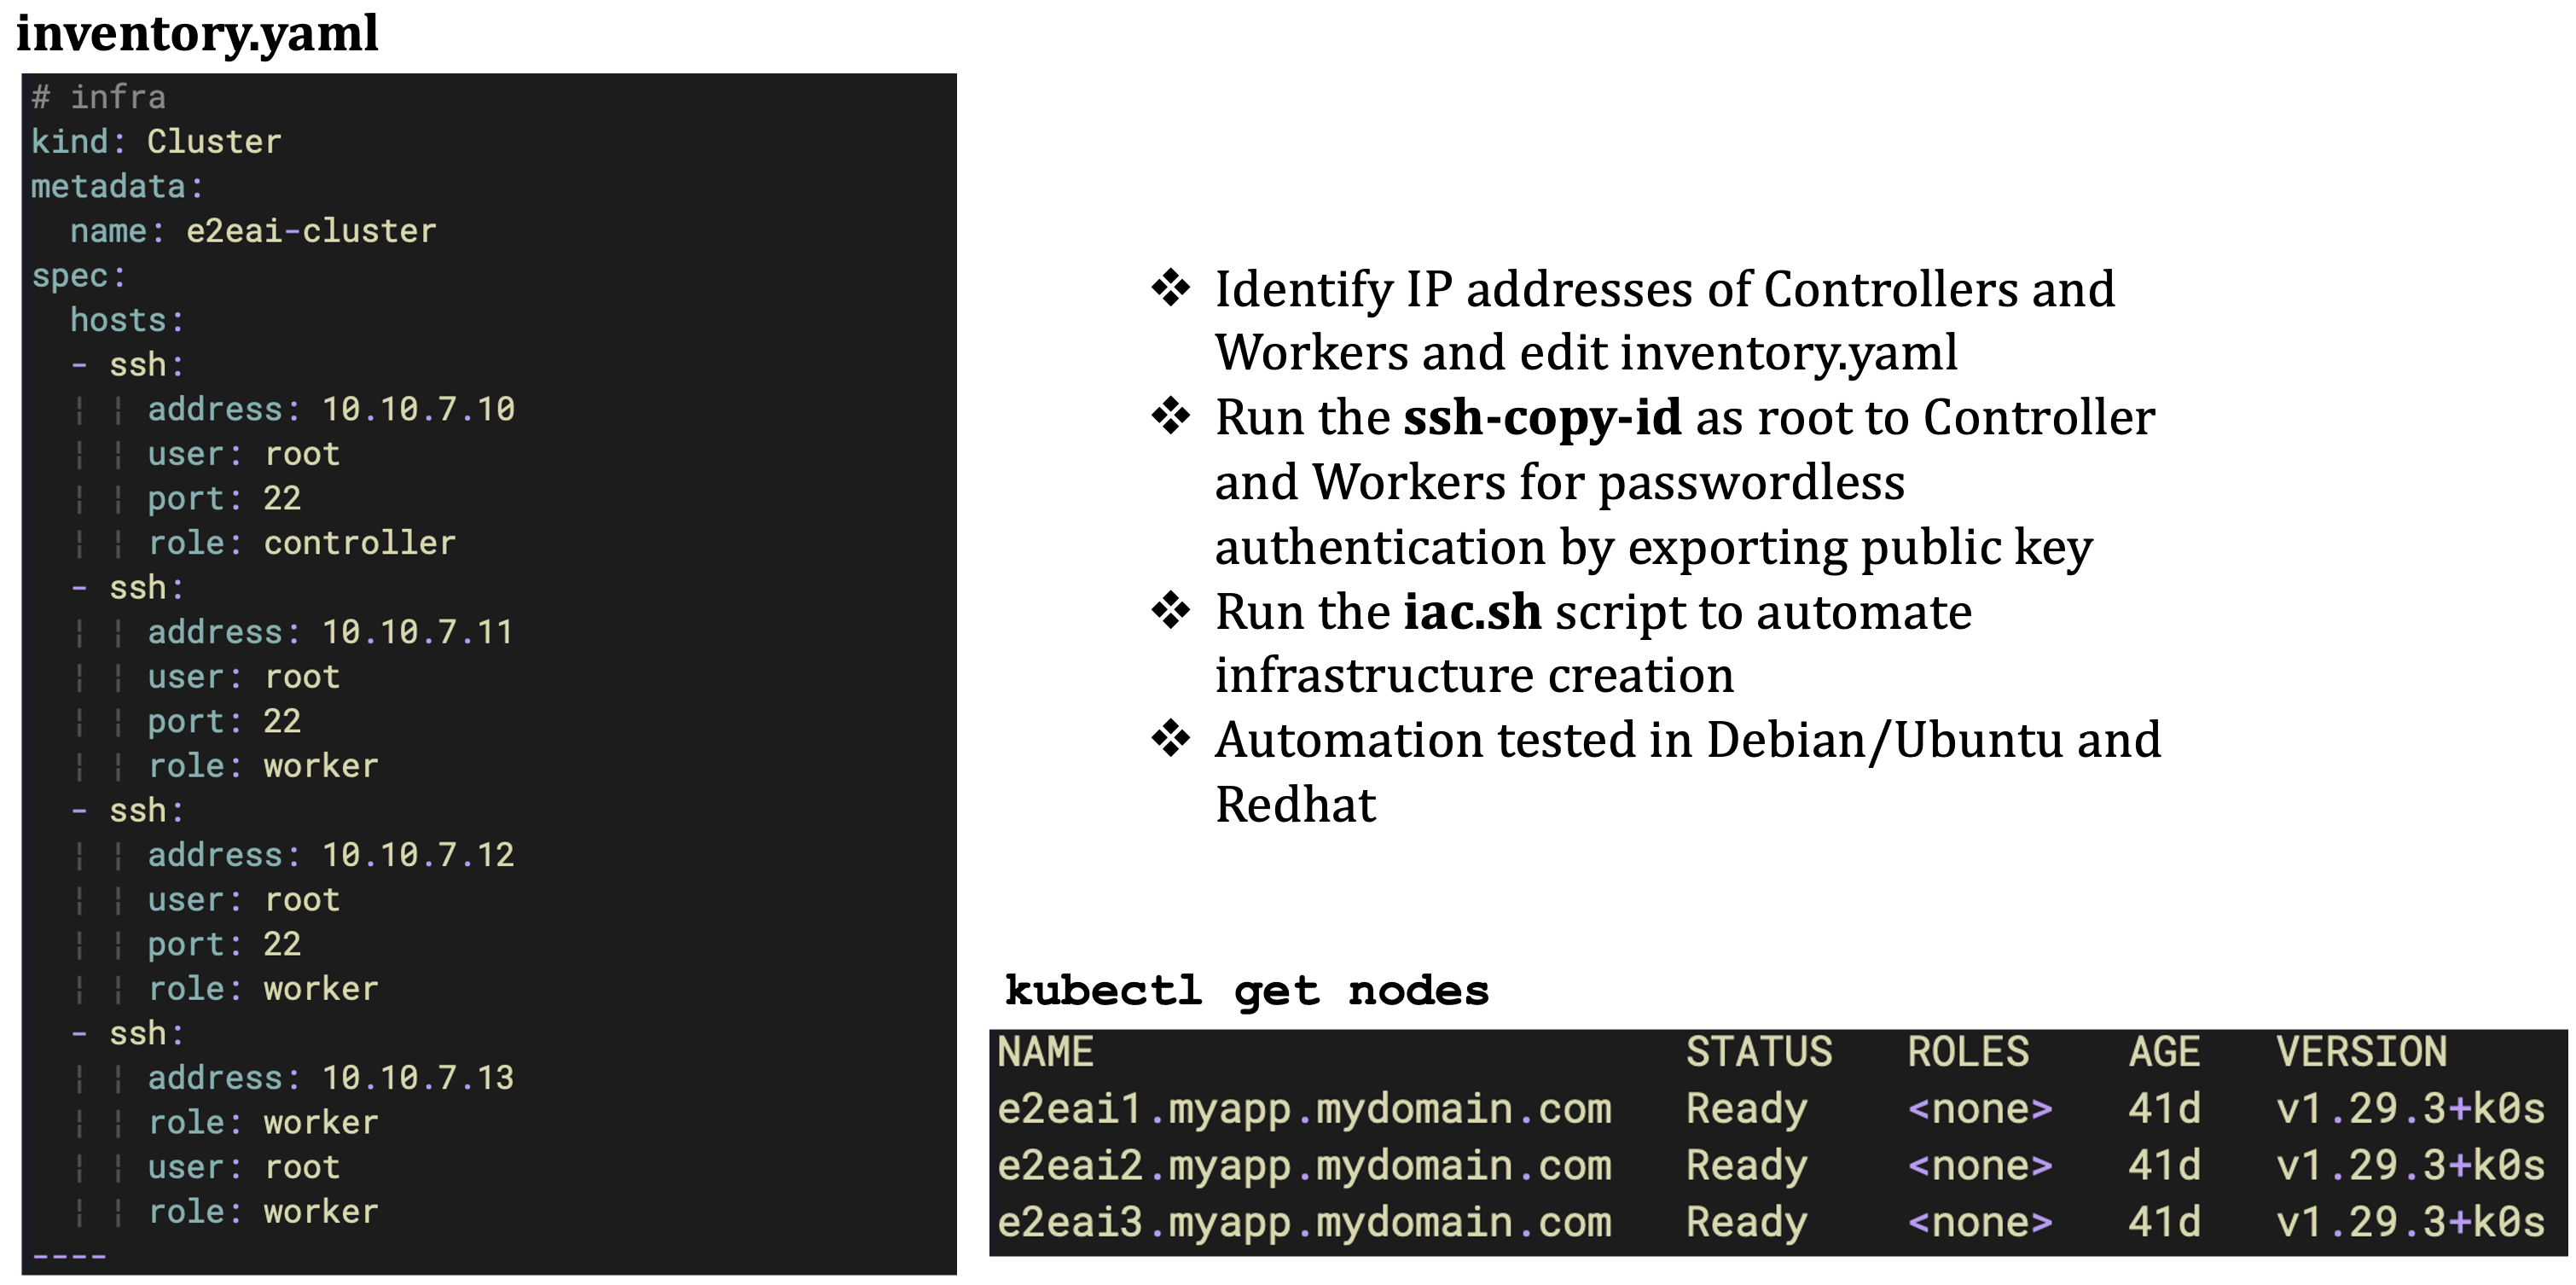 inventory.yaml
# infra
kind: Cluster
metadata:
  name: e2eai-cluster
spec:
  hosts:
  - ssh:
      address: 10.10.7.10
      user: root
      port: 22
      role: controller
  - ssh:
      address: 10.10.7.11
      user: root
      port: 22
      role: worker
  - ssh:
      address: 10.10.7.12
      user: root
      port: 22
      role: worker
  - ssh:
      address: 10.10.7.13
      role: worker
      user: root
      role: worker
----
❖ Identify IP addresses of Controllers and
Workers and edit inventory.yaml
❖ Run the ssh-copy-id as root to Controller
and Workers for passwordless
authentication by exporting public key
❖ Run the iac.sh script to automate
infrastructure creation
❖ Automation tested in Debian/Ubuntu and
Redhat
kubectl get nodes
NAME STATUS ROLES AGE VERSION
e2eai1.myapp.mydomain.com Ready <none> 41d v1.29.3+k0s
e2eai2.myapp.mydomain.com Ready <none> 41d v1.29.3+k0s
e2eai3.myapp.mydomain.com Ready <none> 41d v1.29.3+k0s